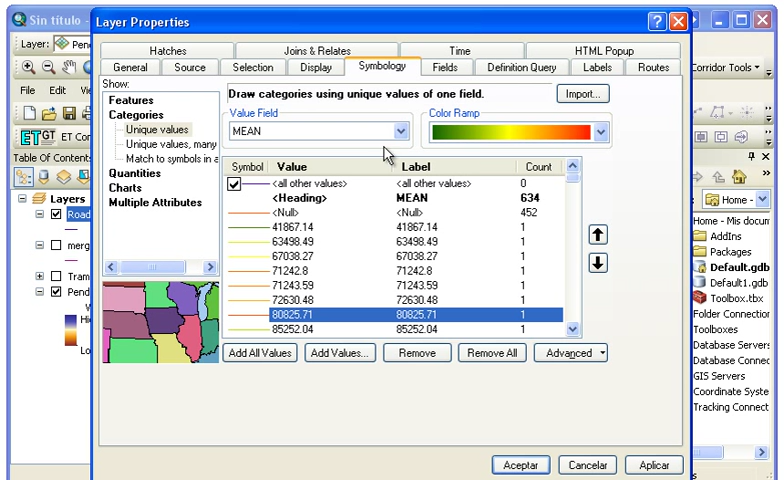 Sin título -
Layer Properties
Layer: Pen
Hatches Joins & Relates Time HTML Popup
General Source Selection Display Symbology Fields Definition Query Labels Routes
Corridor Tools
Show:
Features
Categories
Unique values
Unique values, many
Match to symbols in a
Quantities
Charts
Multiple Attributes
Draw categories using unique values of one field.
Import...
Value Field
MEAN
Color Ramp
Symbol Value Label Count
<all other values> <all other values> 0
<Heading> MEAN 634
<Null> <Null> 452
41867.14 41867.14 1
63498.49 63498.49 1
67038.27 67038.27 1
71242.8 71242.8 1
71243.59 71243.59 1
72630.48 72630.48 1
80825.71 80825.71 1
85252.04 85252.04 1
Add All Values Add Values... Remove Remove All Advanced
Aceptar Cancelar Aplicar
File Edit
ET GT ET Con
Table Of Contents
Layers
Road
merg
Tram
Pend
Hi
Lo
Home -
Home - Mis docum
AddIns
Packages
Default.gdb
Default1.gdb
Toolbox.tbx
Folder Connection
Toolboxes
Database Servers
Database Connec
GIS Servers
Coordinate Syste
Tracking Connect